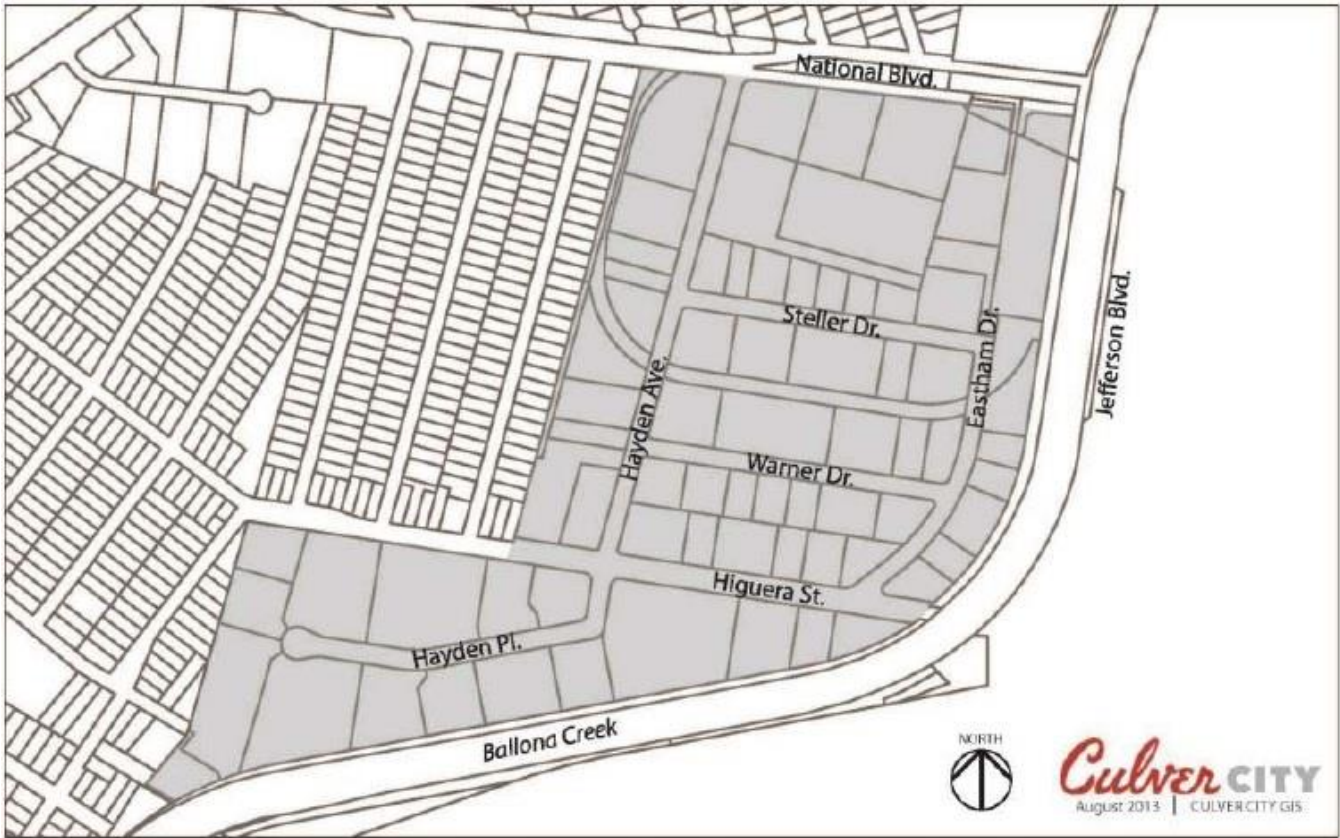 National Blvd.
Steller Dr.
Eastham Dr.
Jefferson Blvd.
Hayden Ave.
Warner Dr.
Higuera St.
Hayden Pl.
Ballona Creek
NORTH
Culver CITY
August 2013 | CULVER CITY GIS